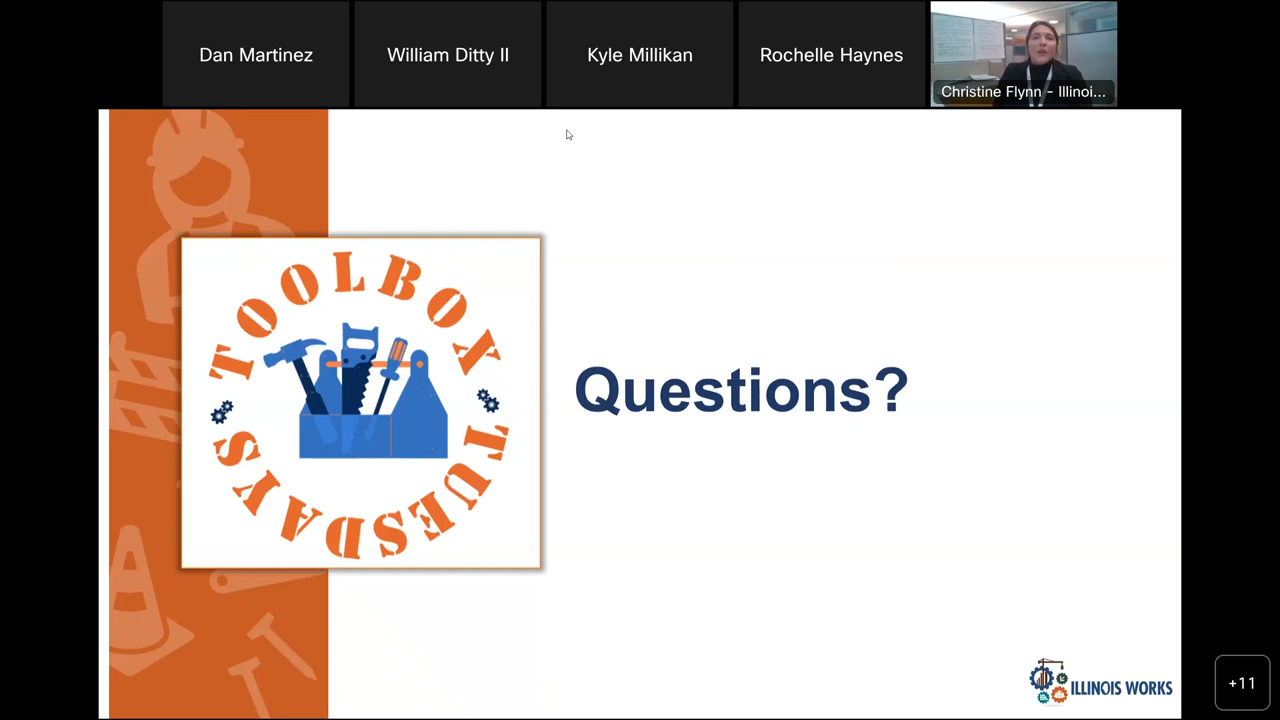 Dan Martinez
William Ditty II
Kyle Millikan
Rochelle Haynes
Christine Flynn - Illinoi...
TOOLBOX
TUESDAYS
Questions?
ILLINOIS WORKS
+11